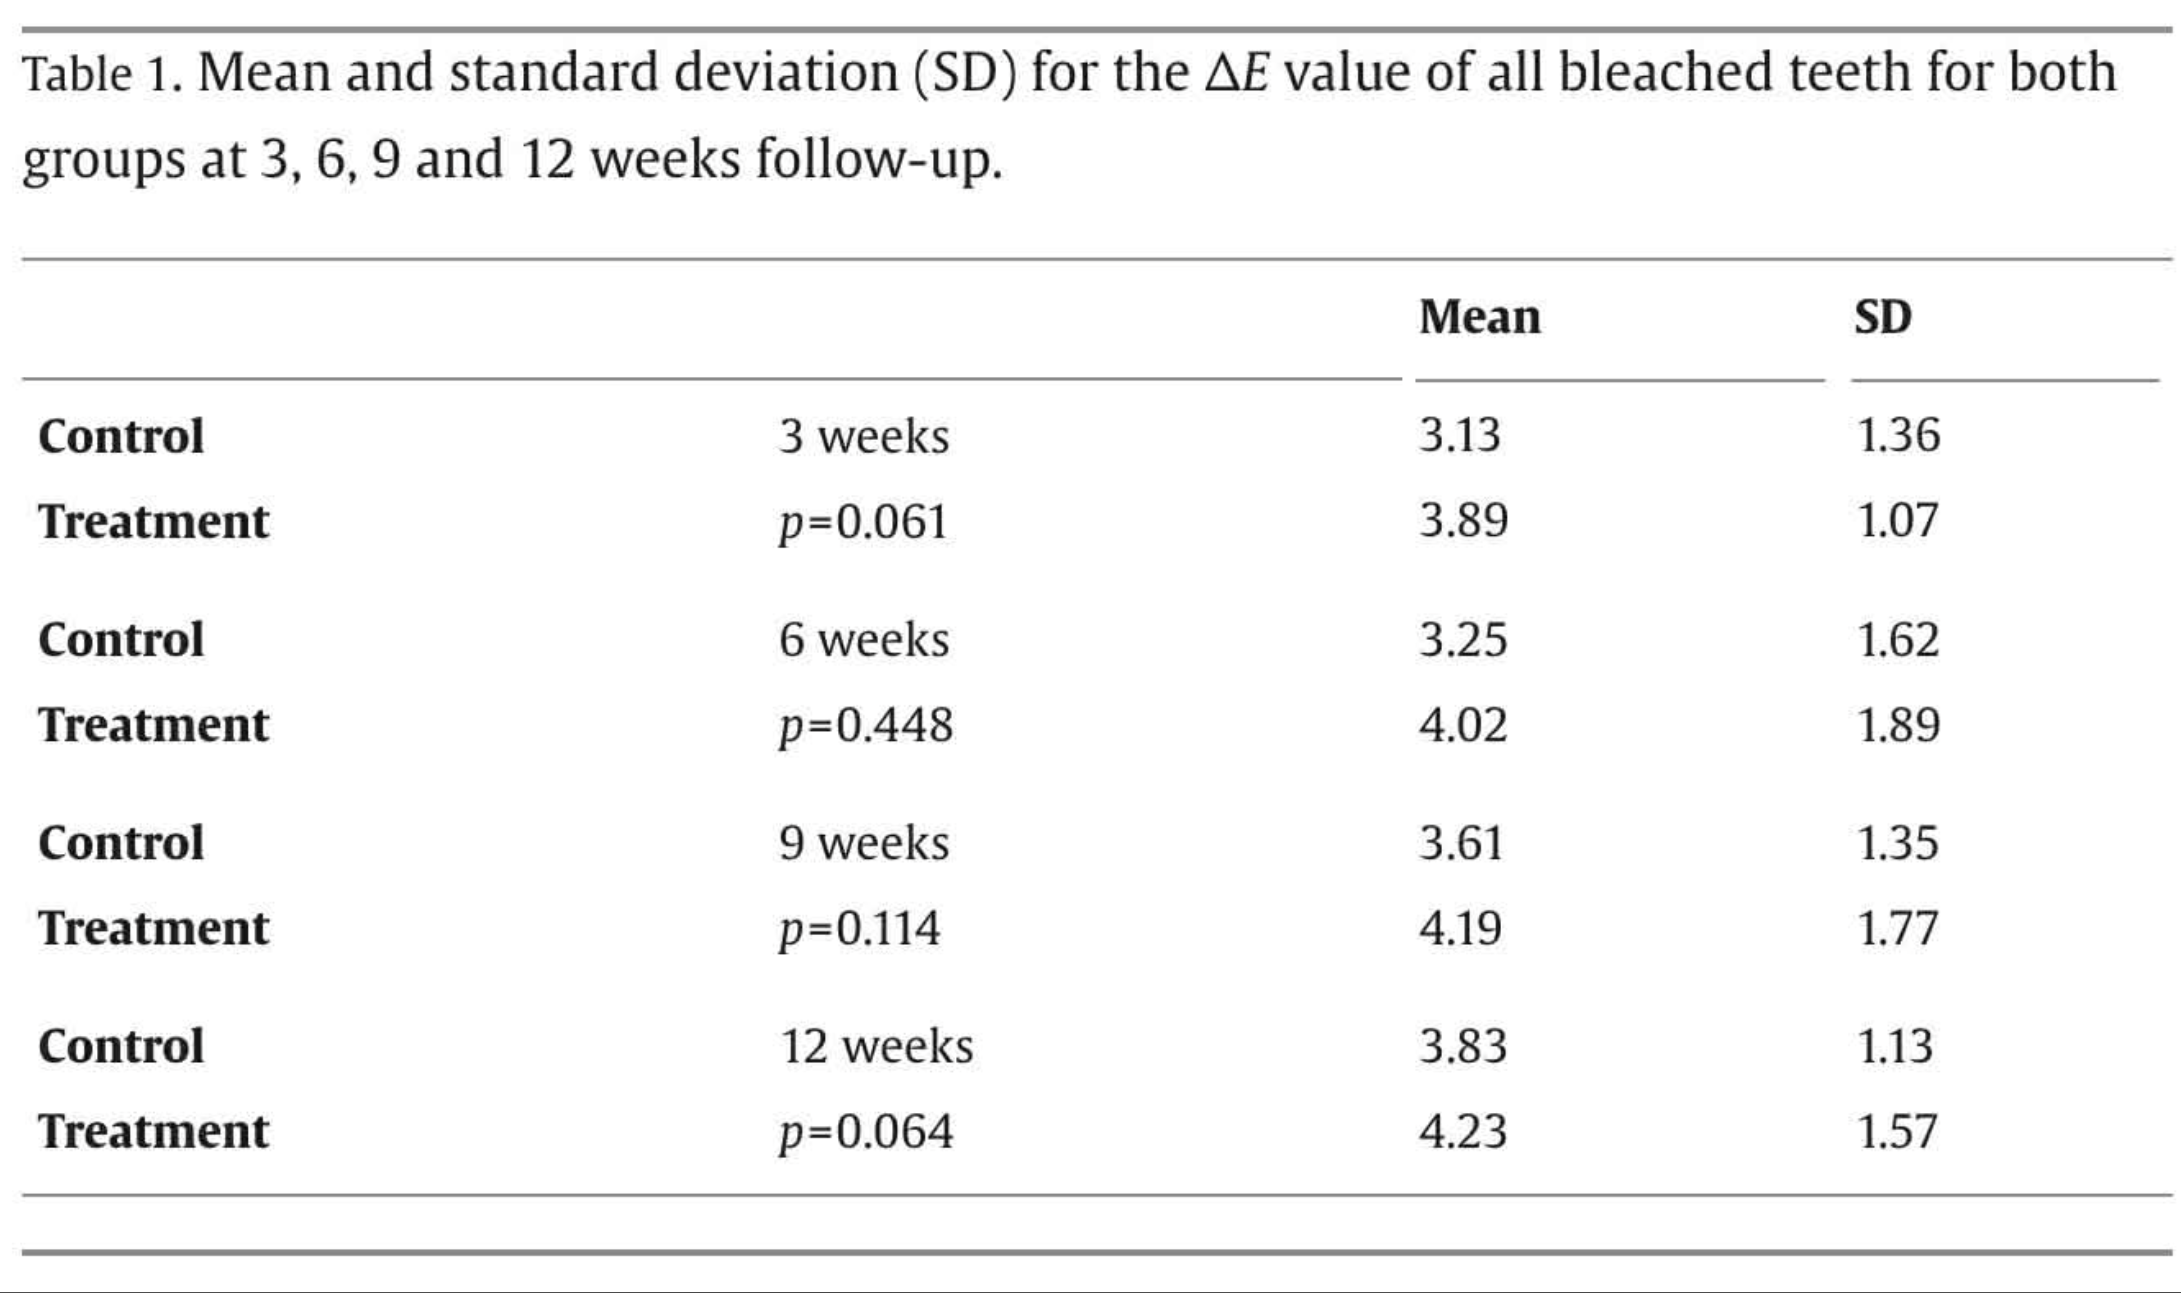 Table 1. Mean and standard deviation (SD) for the ΔE value of all bleached teeth for both
groups at 3, 6, 9 and 12 weeks follow-up.
Mean SD
Control 3 weeks 3.13 1.36
Treatment p=0.061 3.89 1.07
Control 6 weeks 3.25 1.62
Treatment p=0.448 4.02 1.89
Control 9 weeks 3.61 1.35
Treatment p=0.114 4.19 1.77
Control 12 weeks 3.83 1.13
Treatment p=0.064 4.23 1.57